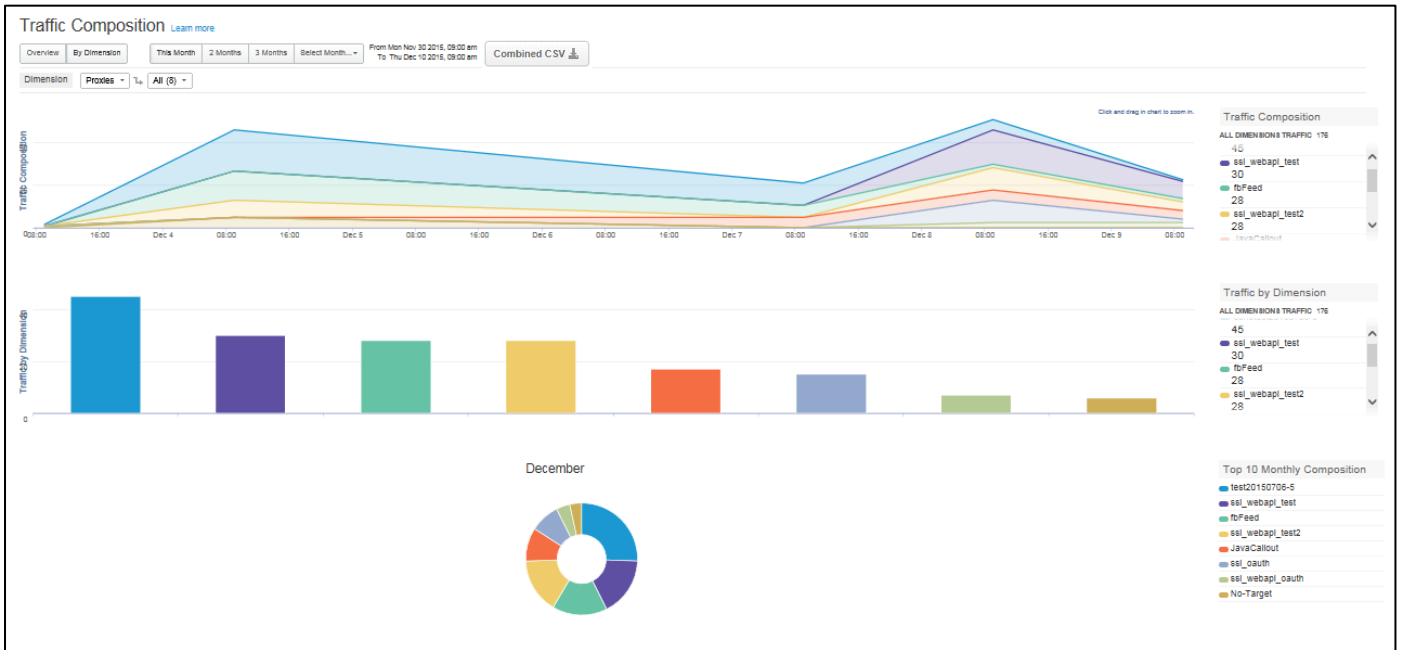 Traffic Composition Learn more
Overview By Dimension This Month 2 Months 3 Months Select Month... From Mon Nov 30 2015, 09:00 am To Thu Dec 10 2015, 09:00 am Combined CSV
Dimension Proxies All (8)
Click and drag in chart to zoom in.
Traffic Composition
0
08:00 16:00 Dec 4 08:00 16:00 Dec 5 08:00 16:00 Dec 6 08:00 16:00 Dec 7 08:00 16:00 Dec 8 08:00 16:00 Dec 9 08:00
Traffic Composition
ALL DIMENSIONS TRAFFIC 176
45
ssl_webapi_test
30
fbFeed
28
ssl_webapi_test2
28
JavaCallout
Traffic by Dimension
0
Traffic by Dimension
ALL DIMENSIONS TRAFFIC 176
45
ssl_webapi_test
30
fbFeed
28
ssl_webapi_test2
28
December
Top 10 Monthly Composition
test20150706-5
ssl_webapi_test
fbFeed
ssl_webapi_test2
JavaCallout
ssl_oauth
ssl_webapi_oauth
No-Target